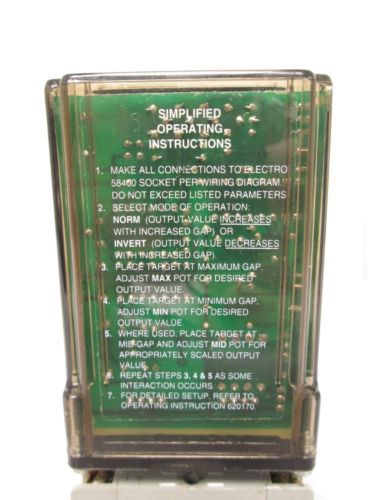 SIMPLIFIED
OPERATING
INSTRUCTIONS
1. MAKE ALL CONNECTIONS TO ELECTRO
58400 SOCKET PER WIRING DIAGRAM.
DO NOT EXCEED LISTED PARAMETERS
2. SELECT MODE OF OPERATION:
NORM (OUTPUT VALUE INCREASES
WITH INCREASED GAP) OR
INVERT (OUTPUT VALUE DECREASES
WITH INCREASED GAP).
3. PLACE TARGET AT MAXIMUM GAP,
ADJUST MAX POT FOR DESIRED
OUTPUT VALUE.
4. PLACE TARGET AT MINIMUM GAP,
ADJUST MIN POT FOR DESIRED
OUTPUT VALUE
5. WHERE USED, PLACE TARGET AT
MID-GAP AND ADJUST MID POT FOR
APPROPRIATELY SCALED OUTPUT
VALUE.
6. REPEAT STEPS 3, 4 & 5 AS SOME
INTERACTION OCCURS.
7. FOR DETAILED SETUP, REFER TO
OPERATING INSTRUCTION 620170.